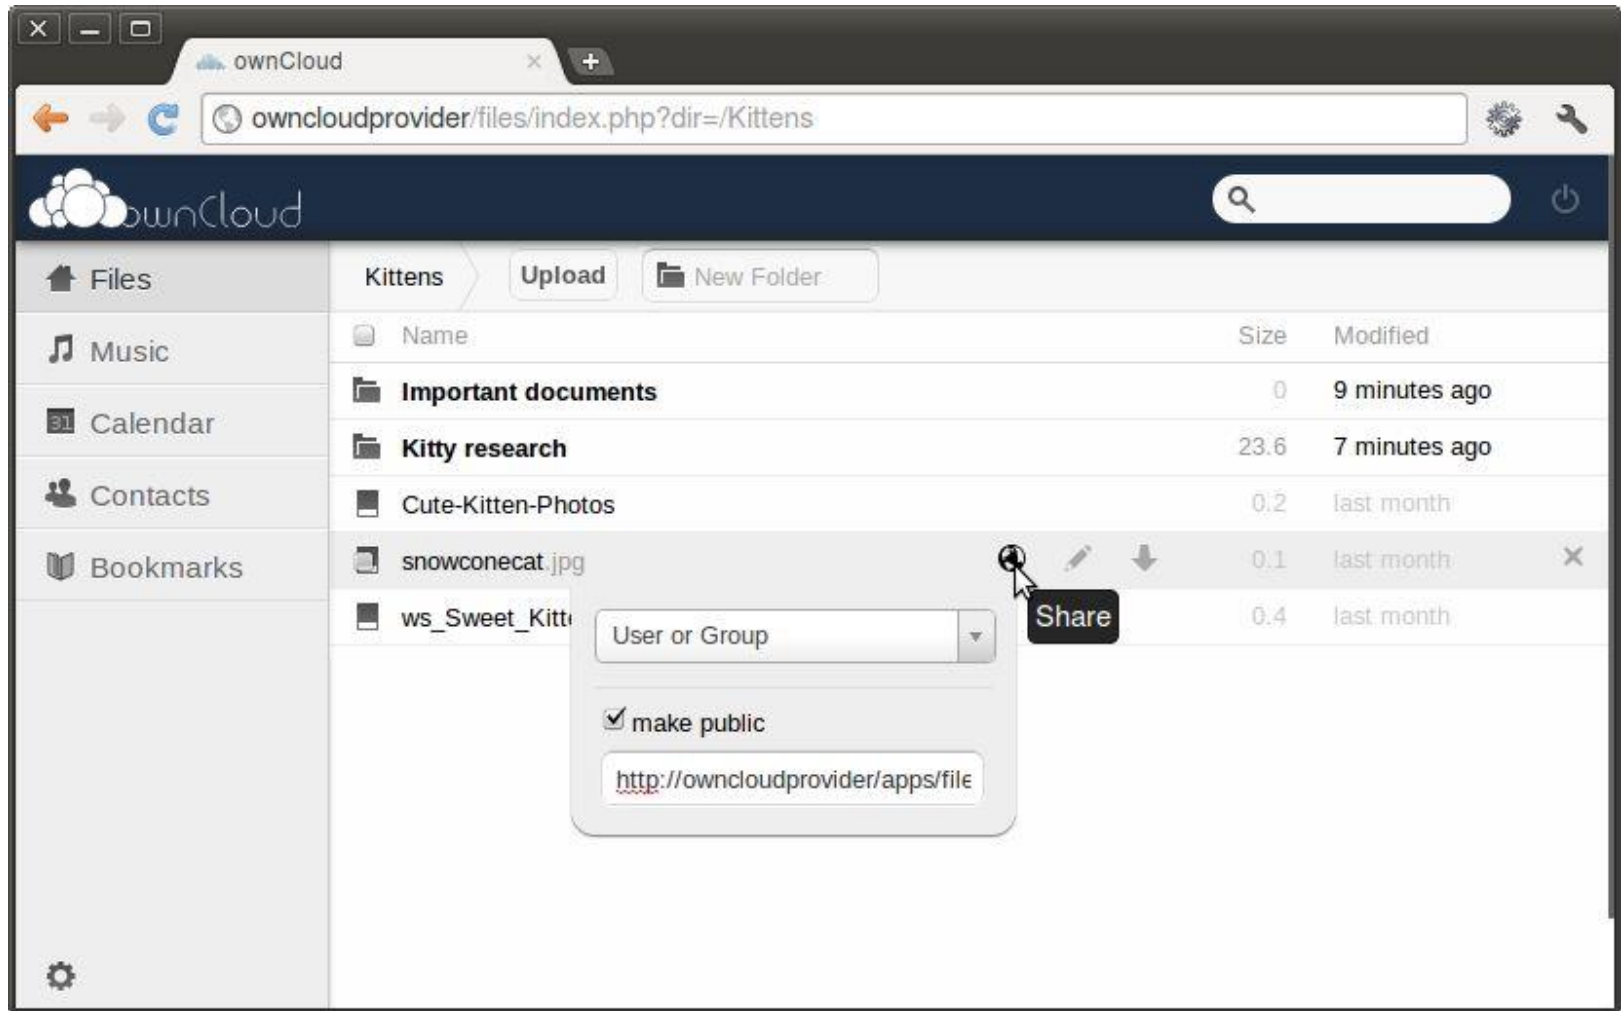 ownCloud
owncloudprovider/files/index.php?dir=/Kittens
ownCloud
Files
Music
31
Calendar
Contacts
Bookmarks
Kittens Upload New Folder
Name Size Modified
Important documents 0 9 minutes ago
Kitty research 23.6 7 minutes ago
Cute-Kitten-Photos 0.2 last month
snowconecat.jpg 0.1 last month
Share
ws_Sweet_Kitt 0.4 last month
User or Group
make public
http://owncloudprovider/apps/file